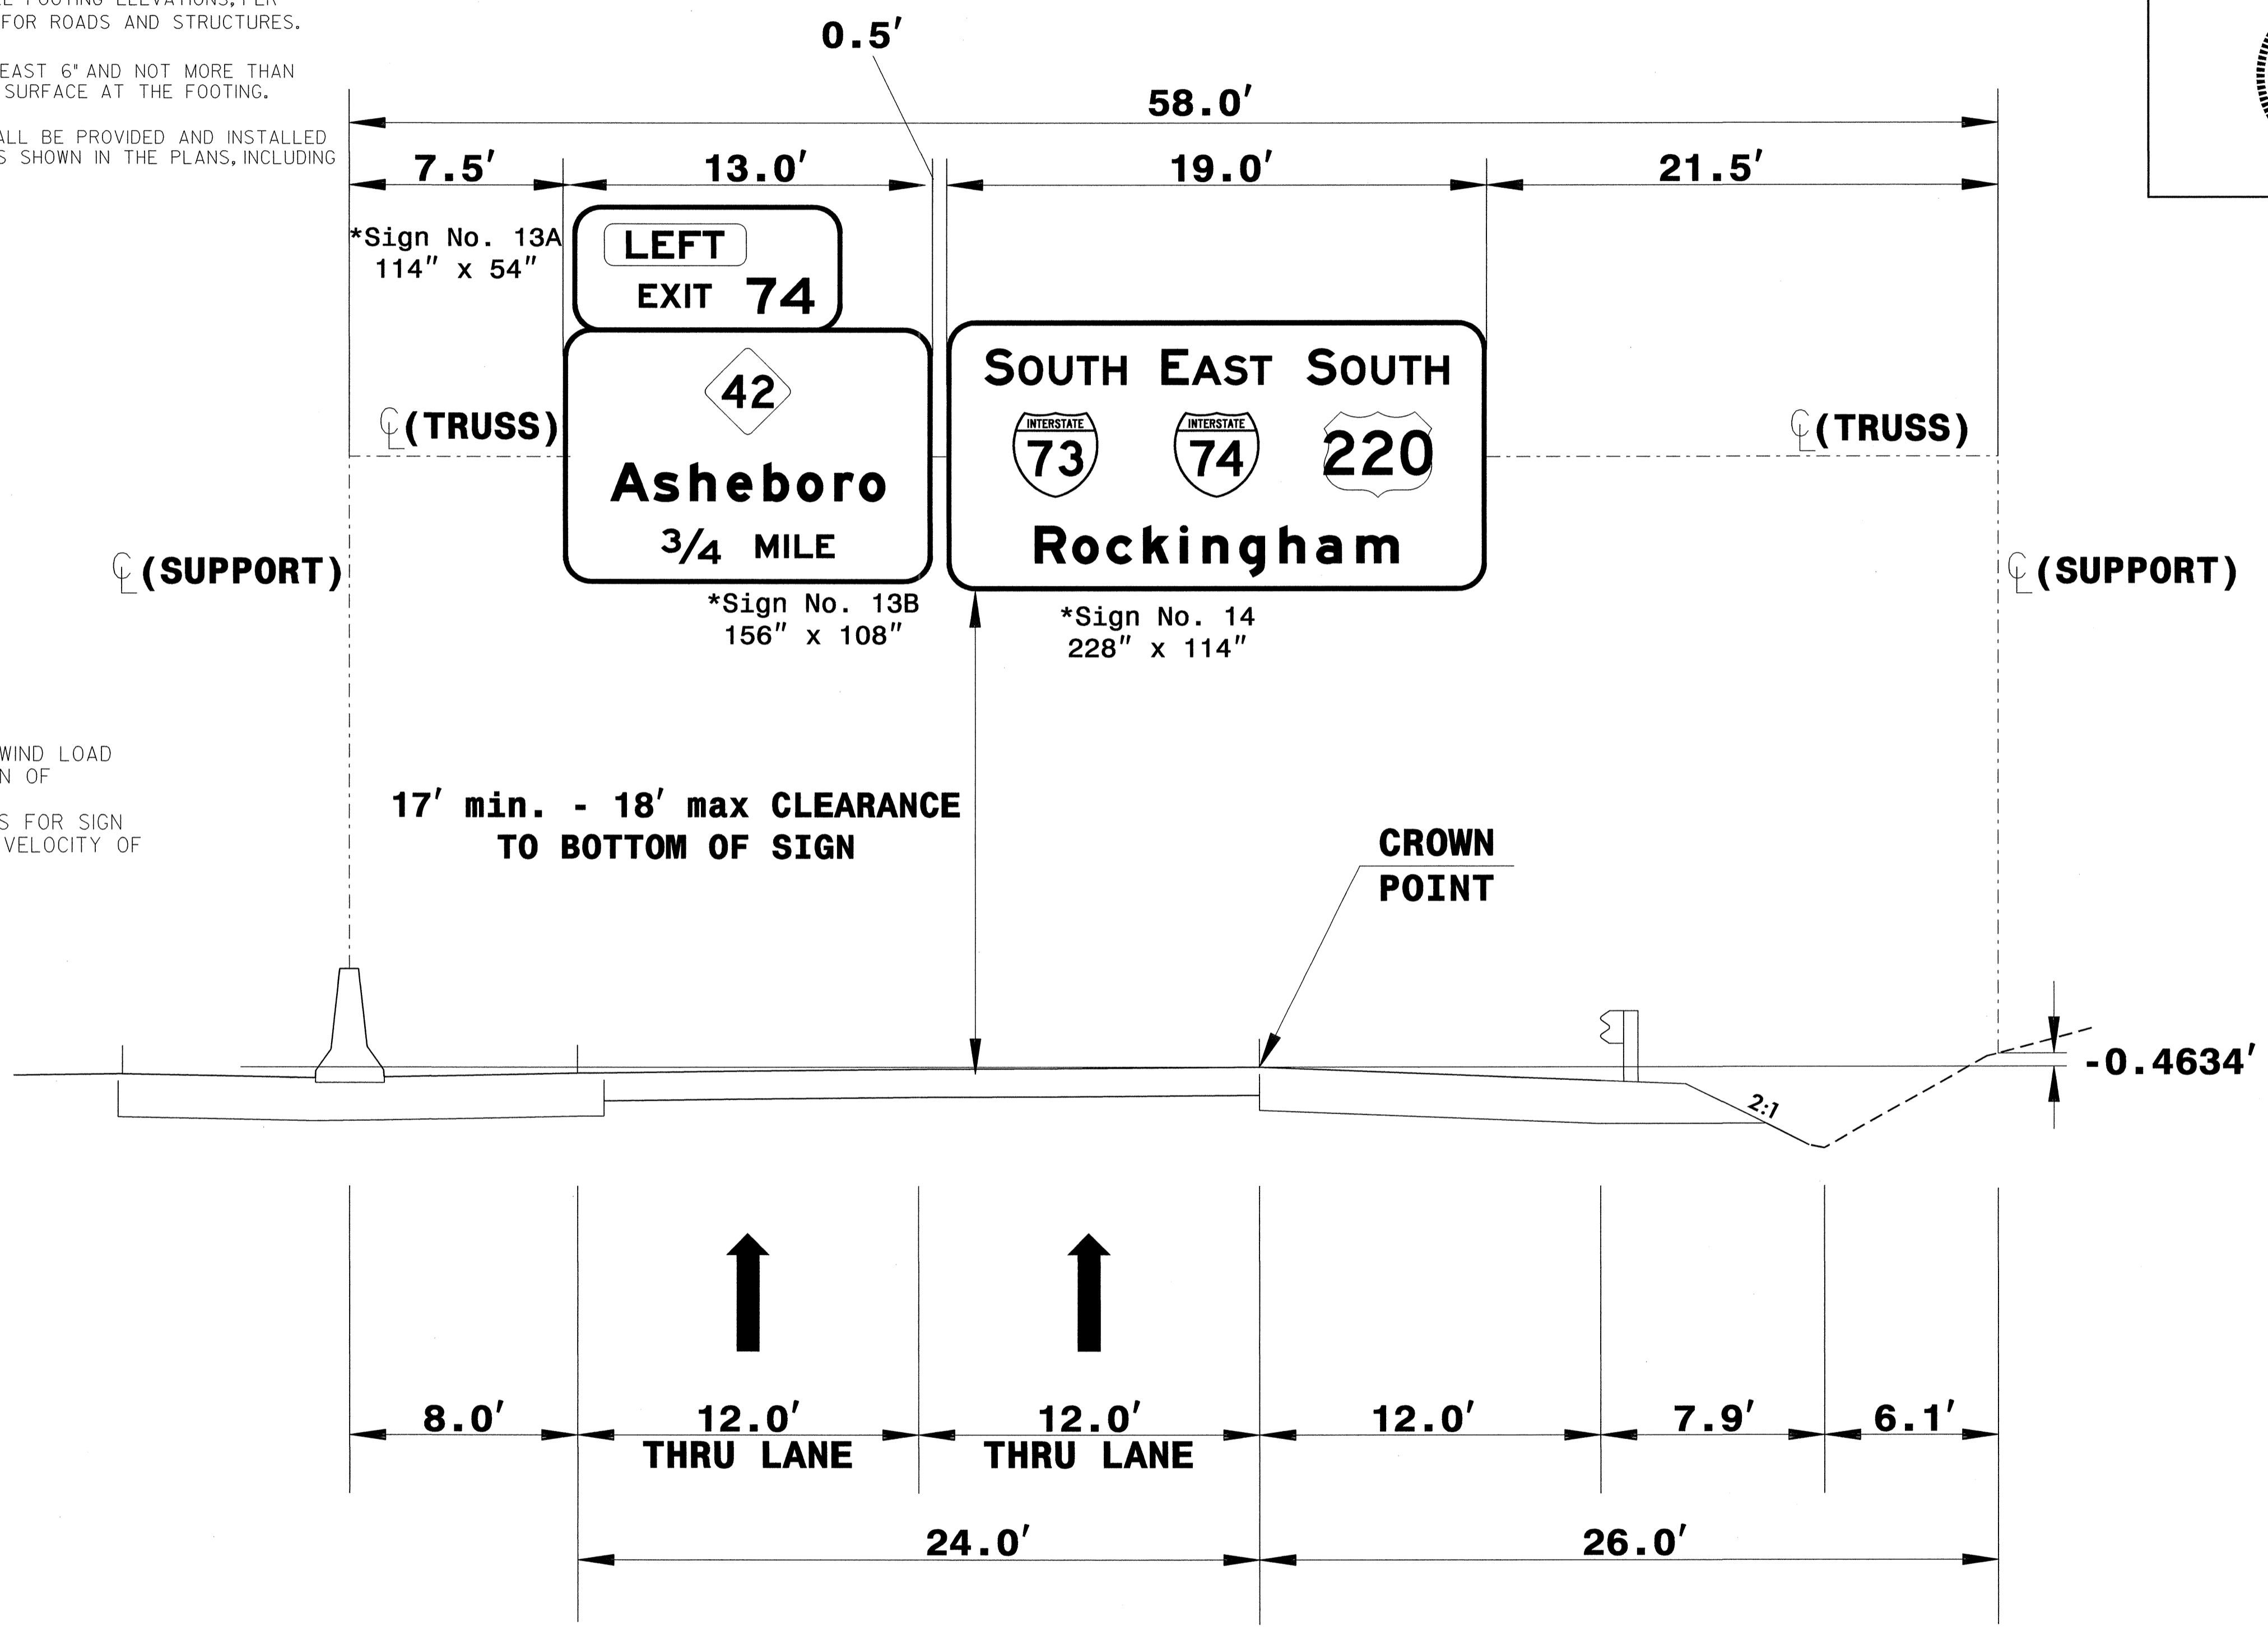 FOOTING ELEVATIONS, PER
FOR ROADS AND STRUCTURES.
EAST 6" AND NOT MORE THAN
SURFACE AT THE FOOTING.
ALL BE PROVIDED AND INSTALLED
S SHOWN IN THE PLANS, INCLUDING
0.5'
58.0'
7.5' 13.0' 19.0' 21.5'
*Sign No. 13A
114" x 54"
LEFT
EXIT 74
42
Asheboro
3/4 MILE
SOUTH EAST SOUTH
INTERSTATE 73 INTERSTATE 74 220
Rockingham
℄ (TRUSS)
℄ (TRUSS)
℄ (SUPPORT)
℄ (SUPPORT)
*Sign No. 13B
156" x 108"
*Sign No. 14
228" x 114"
WIND LOAD
N OF
S FOR SIGN
VELOCITY OF
17' min. - 18' max CLEARANCE
TO BOTTOM OF SIGN
CROWN
POINT
-0.4634'
2:1
8.0' 12.0' 12.0' 12.0' 7.9' 6.1'
THRU LANE THRU LANE
24.0' 26.0'